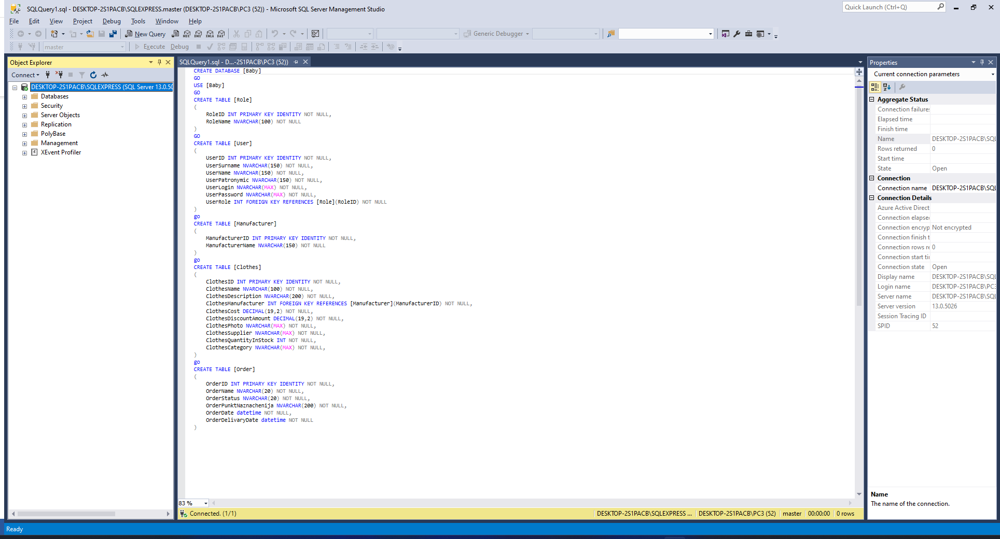 SQLQuery1.sql - DESKTOP-2S1PACB\SQLEXPRESS.master (DESKTOP-2S1PACB\PC3 (52)) - Microsoft SQL Server Management Studio
Quick Launch (Ctrl+Q)
File Edit View Project Debug Tools Window Help
New Query
MDX DMX XMLA DAX
Generic Debugger
master
Execute Debug
Object Explorer
Connect
DESKTOP-2S1PACB\SQLEXPRESS (SQL Server 13.0.50
Databases
Security
Server Objects
Replication
PolyBase
Management
XEvent Profiler
SQLQuery1.sql - D...-2S1PACB\PC3 (52))
CREATE DATABASE [Baby]
GO
USE [Baby]
GO
CREATE TABLE [Role]
(
RoleID INT PRIMARY KEY IDENTITY NOT NULL,
RoleName NVARCHAR(100) NOT NULL
)
GO
CREATE TABLE [User]
(
UserID INT PRIMARY KEY IDENTITY NOT NULL,
UserSurname NVARCHAR(150) NOT NULL,
UserName NVARCHAR(150) NOT NULL,
UserPatronymic NVARCHAR(150) NOT NULL,
UserLogin NVARCHAR(MAX) NOT NULL,
UserPassword NVARCHAR(MAX) NOT NULL,
UserRole INT FOREIGN KEY REFERENCES [Role](RoleID) NOT NULL
)
go
CREATE TABLE [Manufacturer]
(
ManufacturerID INT PRIMARY KEY IDENTITY NOT NULL,
ManufacturerName NVARCHAR(150) NOT NULL
)
go
CREATE TABLE [Clothes]
(
ClothesID INT PRIMARY KEY IDENTITY NOT NULL,
ClothesName NVARCHAR(100) NOT NULL,
ClothesDescription NVARCHAR(200) NOT NULL,
ClothesManufacturer INT FOREIGN KEY REFERENCES [Manufacturer](ManufacturerID) NOT NULL,
ClothesCost DECIMAL(19,2) NOT NULL,
ClothesDiscountAmount DECIMAL(19,2) NOT NULL,
ClothesPhoto NVARCHAR(MAX) NOT NULL,
ClothesSupplier NVARCHAR(MAX) NOT NULL,
ClothesQuantityInStock INT NOT NULL,
ClothesCategory NVARCHAR(MAX) NOT NULL,
)
go
CREATE TABLE [Order]
(
OrderID INT PRIMARY KEY IDENTITY NOT NULL,
OrderName NVARCHAR(20) NOT NULL,
OrderStatus NVARCHAR(20) NOT NULL,
OrderPunktNaznachenija NVARCHAR(200) NOT NULL,
OrderDate datetime NOT NULL,
OrderDelivaryDate datetime NOT NULL
)
83 %
Connected. (1/1)
DESKTOP-2S1PACB\SQLEXPRESS ... DESKTOP-2S1PACB\PC3 (52) master 00:00:00 0 rows
Properties
Current connection parameters
Aggregate Status
Connection failures
Elapsed time
Finish time
Name DESKTOP-2S1PACB\SQL
Rows returned 0
Start time
State Open
Connection
Connection name DESKTOP-2S1PACB\SQL
Connection Details
Azure Active Direct
Connection elapse
Connection encryp Not encrypted
Connection finish t
Connection rows re 0
Connection start ti
Connection state Open
Display name DESKTOP-2S1PACB\SQL
Login name DESKTOP-2S1PACB\PC3
Server name DESKTOP-2S1PACB\SQL
Server version 13.0.5026
Session Tracing ID
SPID 52
Name
The name of the connection.
Ready